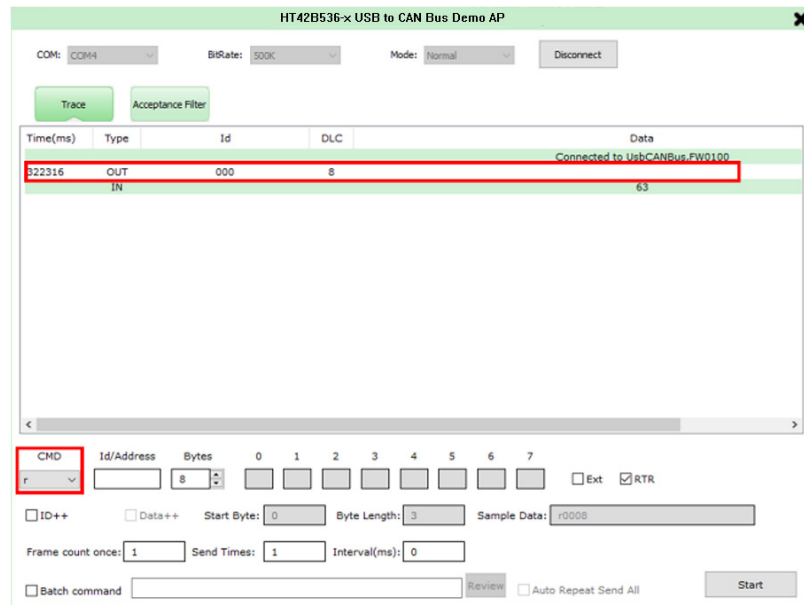 HT42B536-x USB to CAN Bus Demo AP
COM: COM4 BitRate: 500K Mode: Normal Disconnect
Trace Acceptance Filter
Time(ms) Type Id DLC Data
Connected to UsbCANBus.FW0100
322316 OUT 000 8
IN 63
CMD Id/Address Bytes 0 1 2 3 4 5 6 7
r 8 Ext RTR
ID++ Data++ Start Byte: 0 Byte Length: 3 Sample Data: r0008
Frame count once: 1 Send Times: 1 Interval(ms): 0
Batch command Review Auto Repeat Send All Start